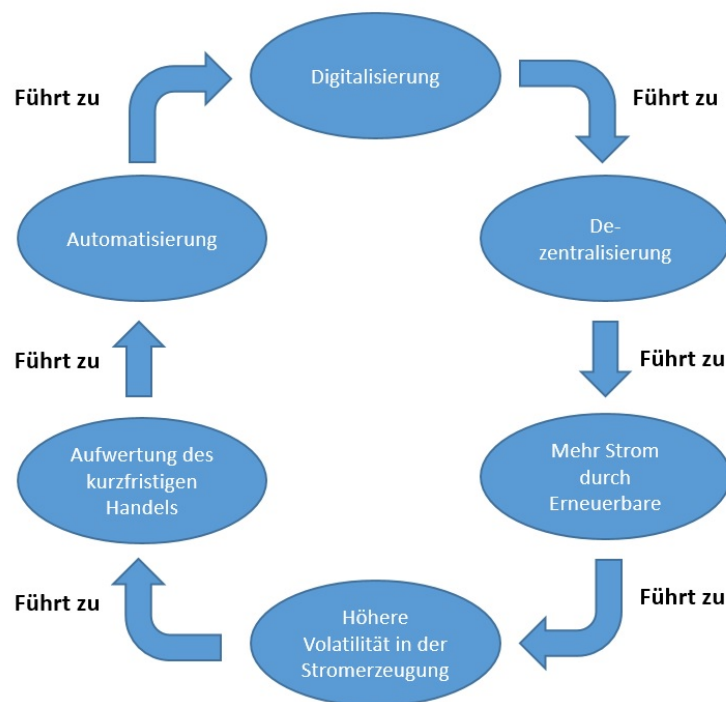 Digitalisierung
Führt zu
De-
zentralisierung
Führt zu
Mehr Strom
durch
Erneuerbare
Führt zu
Höhere
Volatilität in der
Stromerzeugung
Führt zu
Aufwertung des
kurzfristigen
Handels
Führt zu
Automatisierung
Führt zu